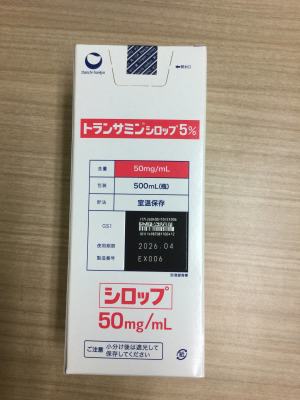 Daiichi-Sankyo
開封口
トランサミンシロップ5%
含量 50mg/mL
包装 500mL(瓶)
貯法 室温保存
GS1
使用期限 2026.04
製造番号 EX006
シロップ
50mg/mL
ご注意 小分け後は遮光して
保存してください